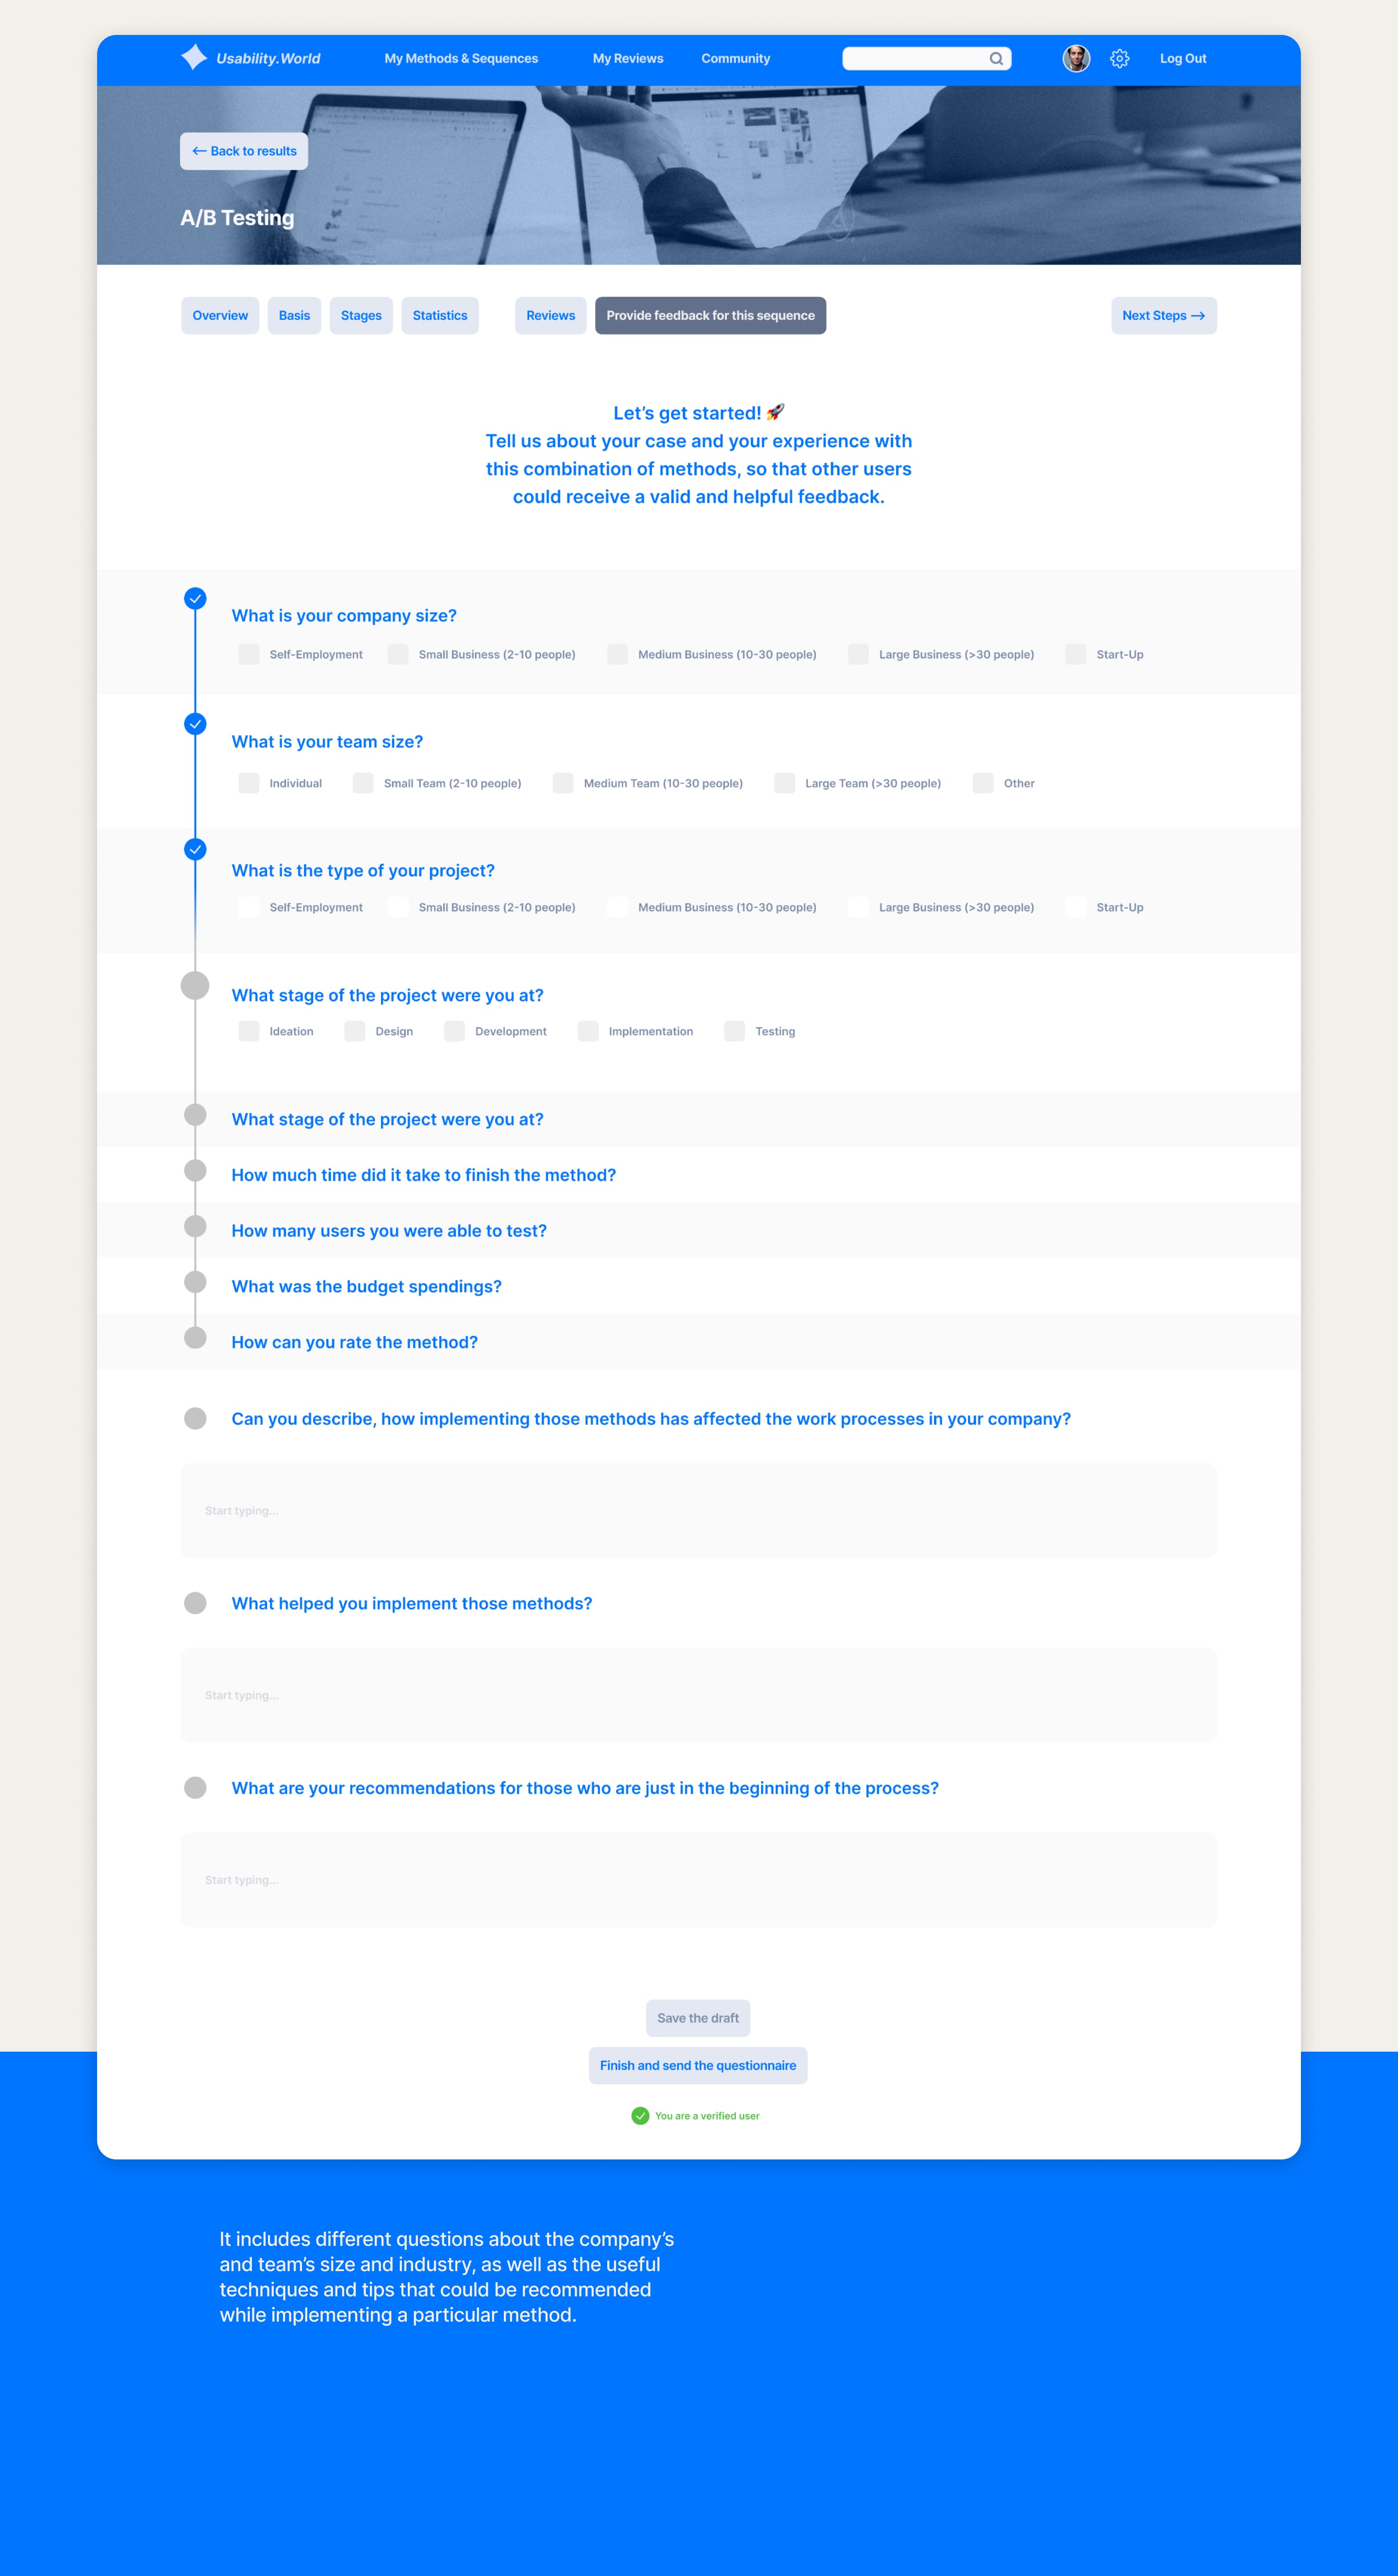 Usability.World
My Methods & Sequences
My Reviews
Community
Log Out
← Back to results
A/B Testing
Overview
Basis
Stages
Statistics
Reviews
Provide feedback for this sequence
Next Steps →
Let’s get started! 🚀
Tell us about your case and your experience with
this combination of methods, so that other users
could receive a valid and helpful feedback.
What is your company size?
Self-Employment
Small Business (2-10 people)
Medium Business (10-30 people)
Large Business (>30 people)
Start-Up
What is your team size?
Individual
Small Team (2-10 people)
Medium Team (10-30 people)
Large Team (>30 people)
Other
What is the type of your project?
Self-Employment
Small Business (2-10 people)
Medium Business (10-30 people)
Large Business (>30 people)
Start-Up
What stage of the project were you at?
Ideation
Design
Development
Implementation
Testing
What stage of the project were you at?
How much time did it take to finish the method?
How many users you were able to test?
What was the budget spendings?
How can you rate the method?
Can you describe, how implementing those methods has affected the work processes in your company?
Start typing...
What helped you implement those methods?
Start typing...
What are your recommendations for those who are just in the beginning of the process?
Start typing...
Save the draft
Finish and send the questionnaire
You are a verified user
It includes different questions about the company’s
and team’s size and industry, as well as the useful
techniques and tips that could be recommended
while implementing a particular method.